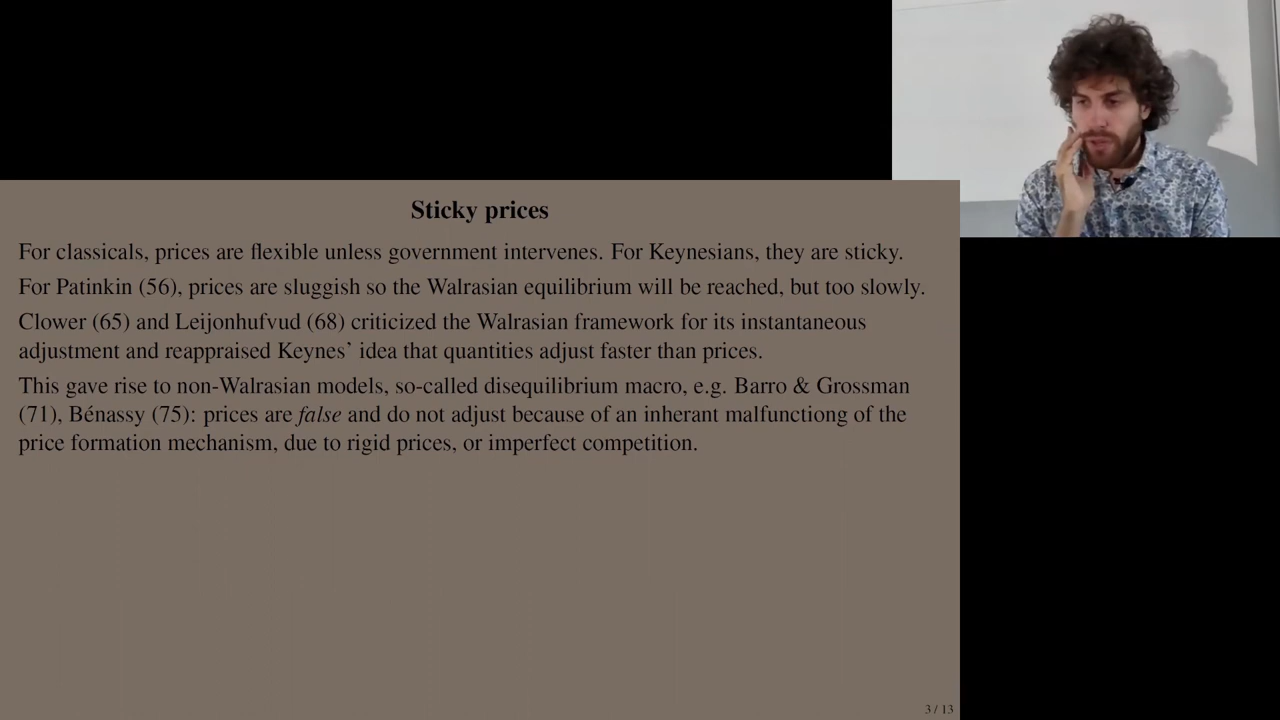 Sticky prices
For classicals, prices are flexible unless government intervenes. For Keynesians, they are sticky.
For Patinkin (56), prices are sluggish so the Walrasian equilibrium will be reached, but too slowly.
Clower (65) and Leijonhufvud (68) criticized the Walrasian framework for its instantaneous
adjustment and reappraised Keynes’ idea that quantities adjust faster than prices.
This gave rise to non-Walrasian models, so-called disequilibrium macro, e.g. Barro & Grossman
(71), Bénassy (75): prices are false and do not adjust because of an inherant malfunctiong of the
price formation mechanism, due to rigid prices, or imperfect competition.
3 / 13